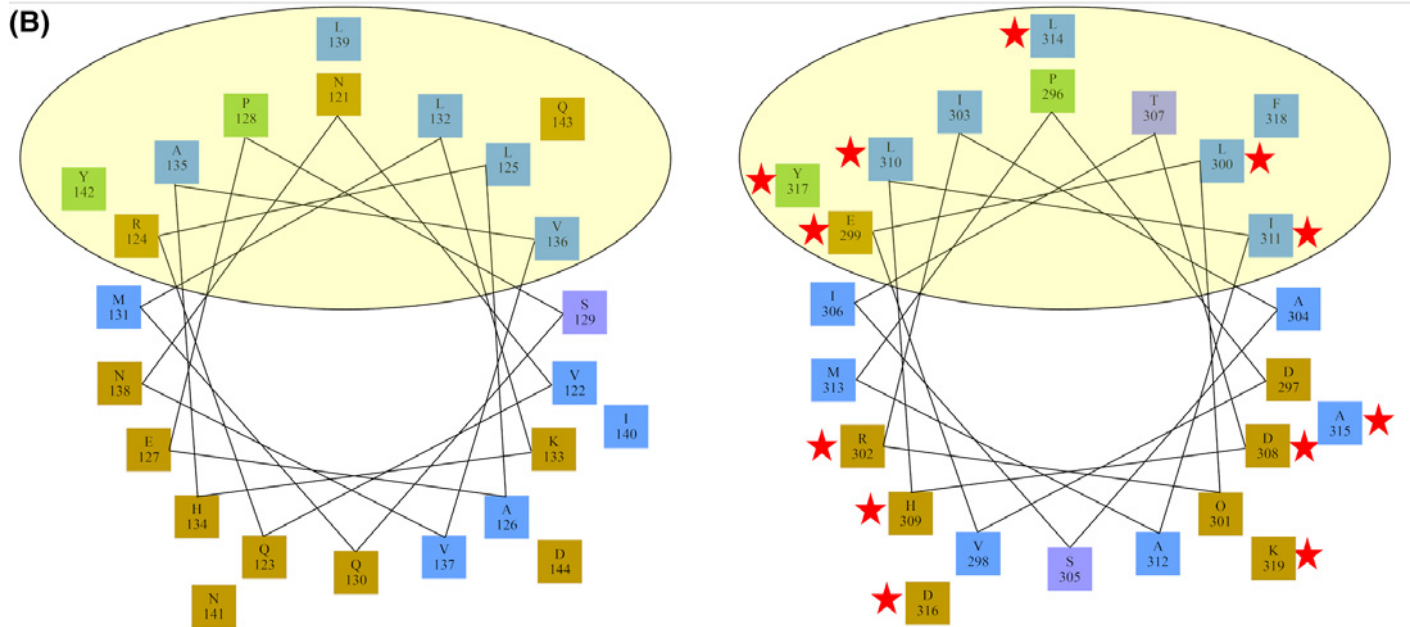 (B)
L
139
N
121
P
128
L
132
Q
143
A
135
L
125
Y
142
R
124
V
136
M
131
S
129
N
138
V
122
I
140
E
127
K
133
H
134
A
126
Q
123
Q
130
V
137
D
144
N
141
L
314
P
296
I
303
T
307
F
318
L
310
L
300
Y
317
E
299
I
311
I
306
A
304
M
313
D
297
A
315
R
302
D
308
H
309
O
301
V
298
S
305
A
312
K
319
D
316